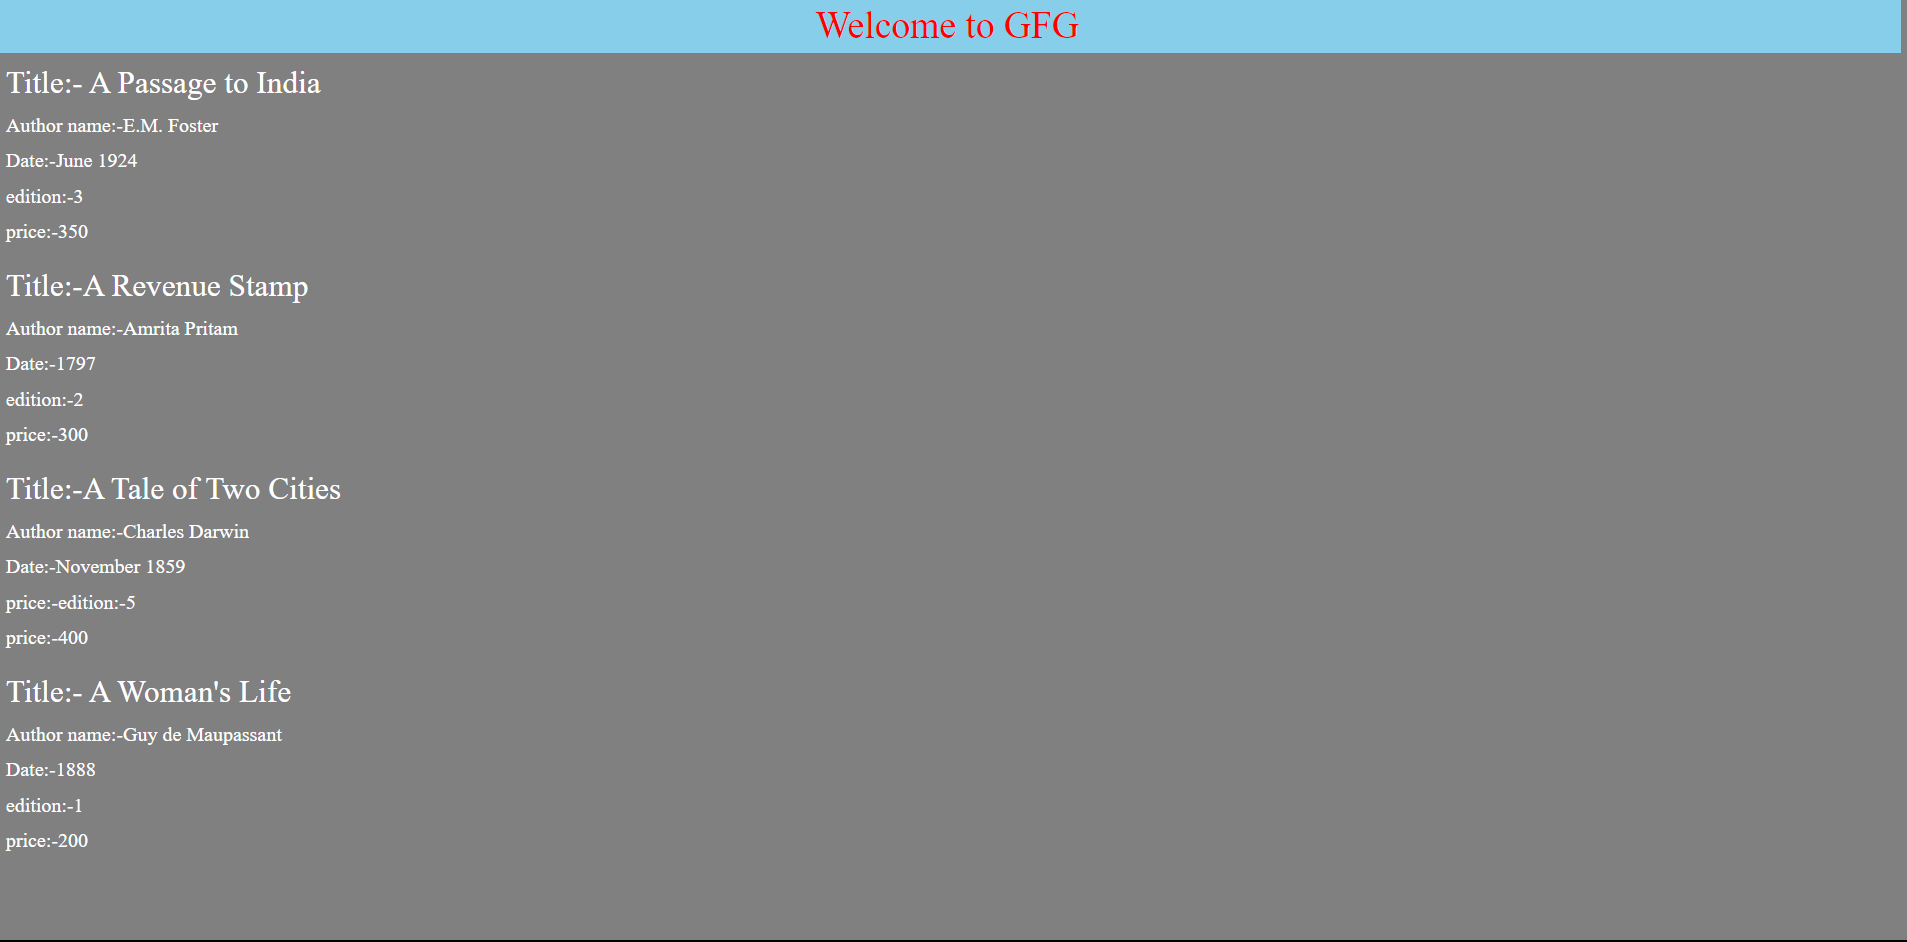 Welcome to GFG
Title:- A Passage to India
Author name:-E.M. Foster
Date:-June 1924
edition:-3
price:-350
Title:-A Revenue Stamp
Author name:-Amrita Pritam
Date:-1797
edition:-2
price:-300
Title:-A Tale of Two Cities
Author name:-Charles Darwin
Date:-November 1859
price:-edition:-5
price:-400
Title:- A Woman's Life
Author name:-Guy de Maupassant
Date:-1888
edition:-1
price:-200